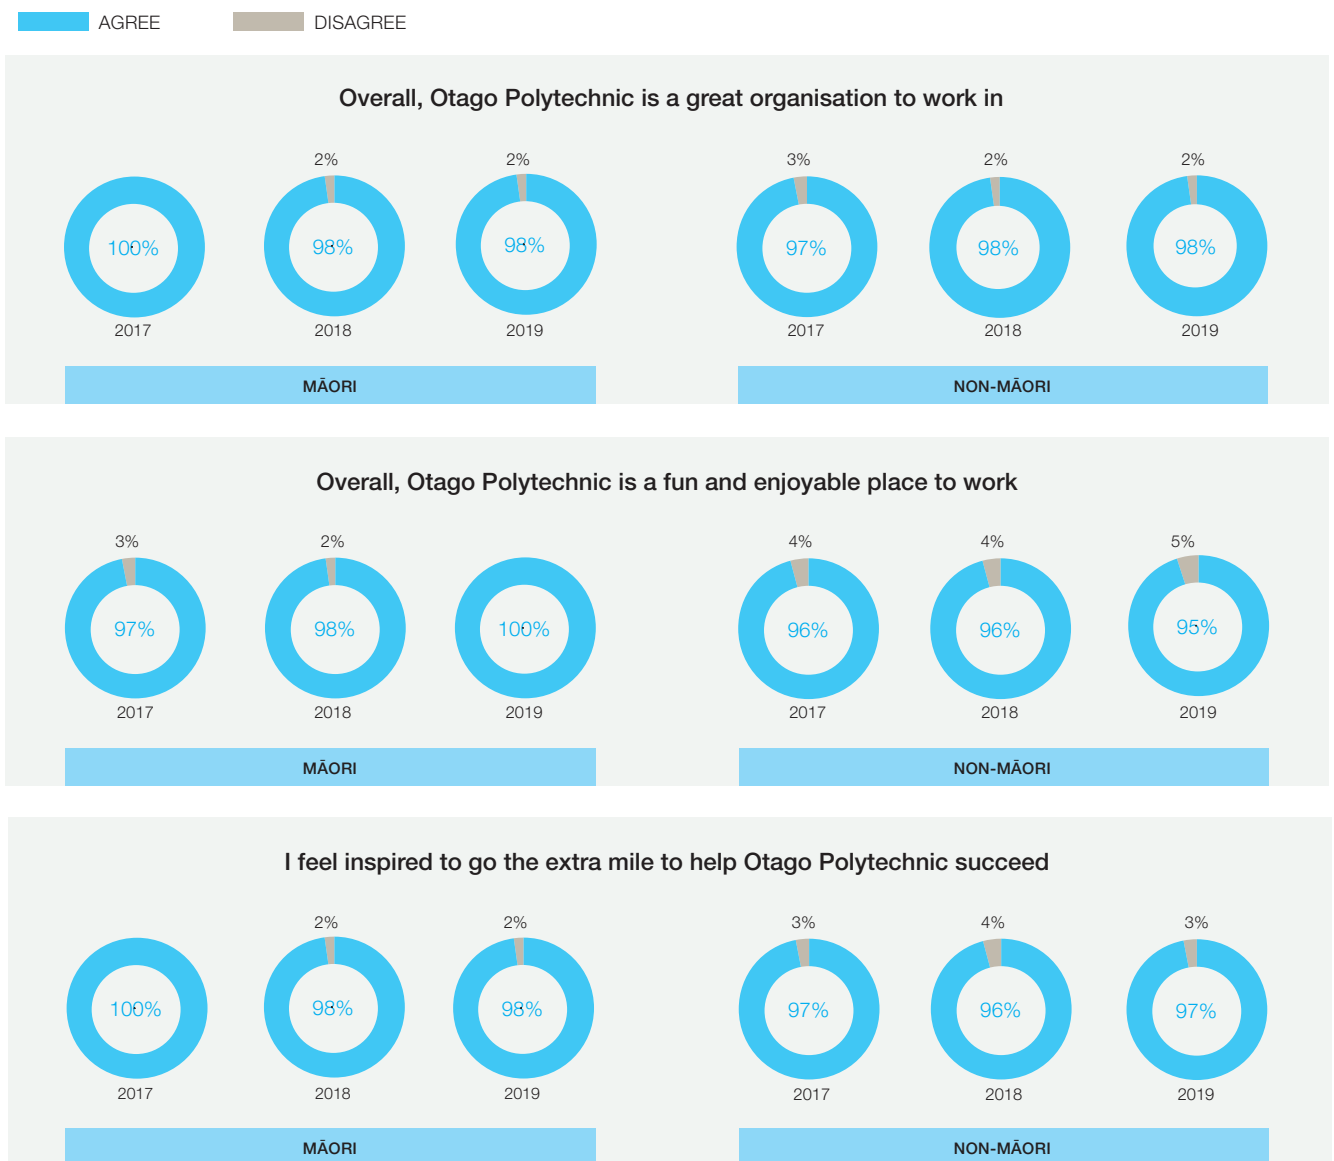 AGREE
DISAGREE
Overall, Otago Polytechnic is a great organisation to work in
2% 2% 3% 2% 2%
100% 98% 98% 97% 98% 98%
2017 2018 2019 2017 2018 2019
MĀORI NON-MĀORI
Overall, Otago Polytechnic is a fun and enjoyable place to work
3% 2% 4% 4% 5%
97% 98% 100% 96% 96% 95%
2017 2018 2019 2017 2018 2019
MĀORI NON-MĀORI
I feel inspired to go the extra mile to help Otago Polytechnic succeed
2% 2% 3% 4% 3%
100% 98% 98% 97% 96% 97%
2017 2018 2019 2017 2018 2019
MĀORI NON-MĀORI